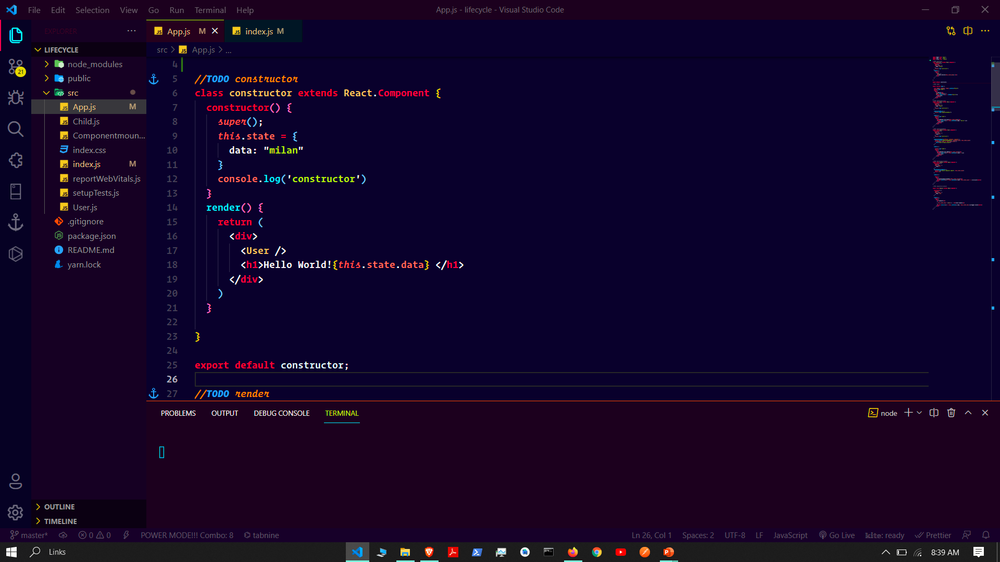 File Edit Selection View Go Run Terminal Help
App.js - lifecycle - Visual Studio Code
EXPLORER
LIFECYCLE
node_modules
public
src
App.js M
Child.js
Componentmoun...
index.css
index.js M
reportWebVitals.js
setupTests.js
User.js
.gitignore
package.json
README.md
yarn.lock
OUTLINE
TIMELINE
21
App.js M
index.js M
src > App.js > ...
4
5 //TODO constructor
6 class constructor extends React.Component {
7 constructor() {
8 super();
9 this.state = {
10 data: "milan"
11 }
12 console.log('constructor')
13 }
14 render() {
15 return (
16 <div>
17 <User />
18 <h1>Hello World!{this.state.data} </h1>
19 </div>
20 )
21 }
22
23 }
24
25 export default constructor;
26
27 //TODO render
PROBLEMS OUTPUT DEBUG CONSOLE TERMINAL
node
master* 0 0 POWER MODE!!! Combo: 8 tabnine
Ln 26, Col 1 Spaces: 2 UTF-8 LF JavaScript Go Live kite: ready Prettier
Links
8:39 AM